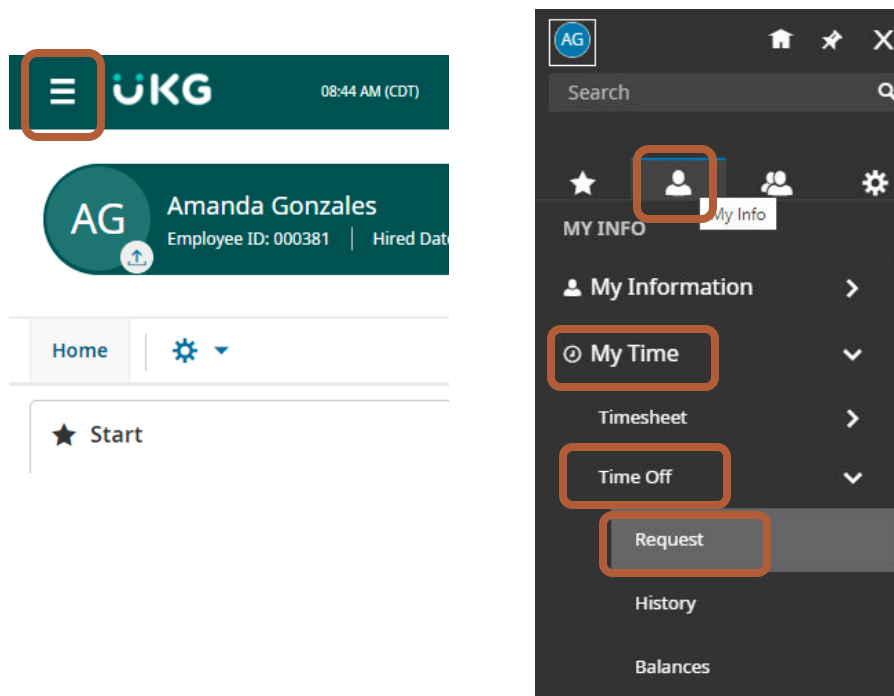 UKG
08:44 AM (CDT)
AG
Amanda Gonzales
Employee ID: 000381 | Hired Date
Home
Start
AG
X
Search
My Info
MY INFO
My Information
My Time
Timesheet
Time Off
Request
History
Balances